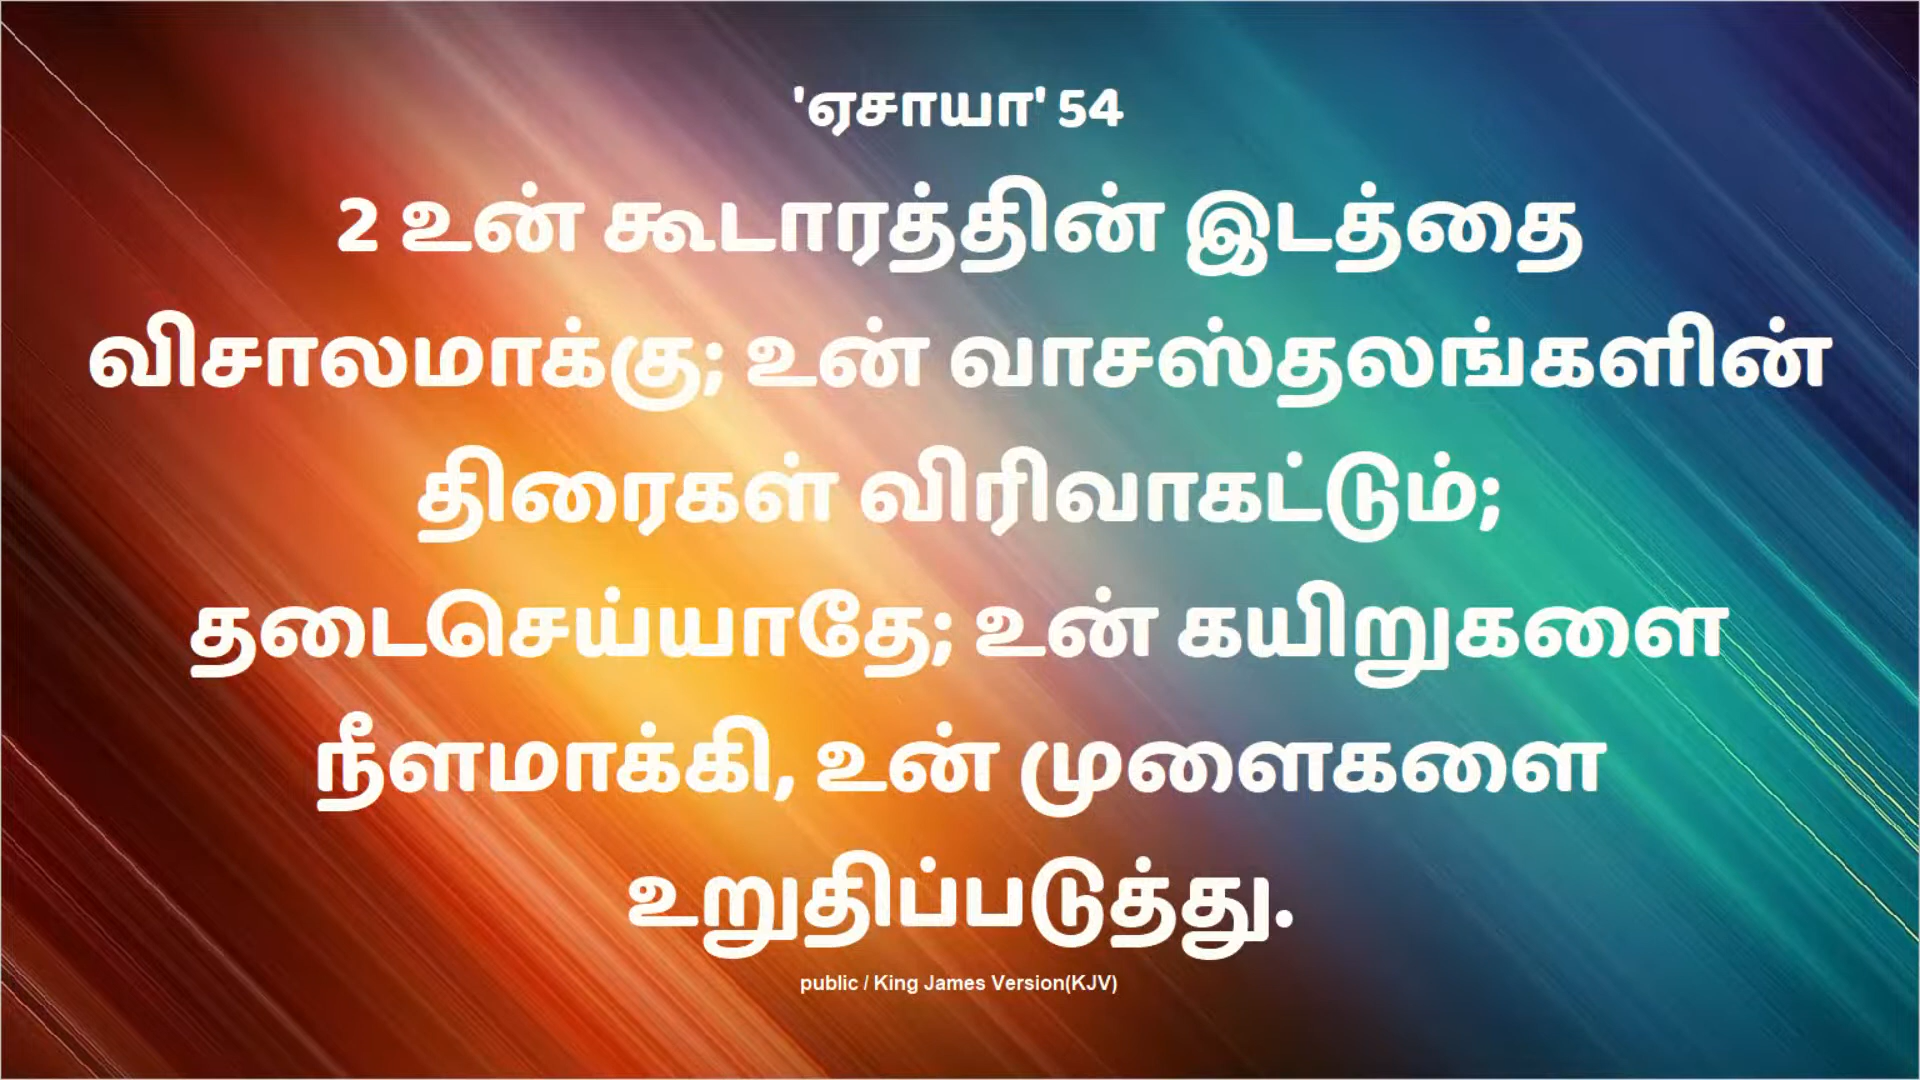 'ஏசாயா' 54
2 உன் கூடாரத்தின் இடத்தை
விசாலமாக்கு; உன் வாசஸ்தலங்களின்
திரைகள் விரிவாகட்டும்;
தடைசெய்யாதே; உன் கயிறுகளை
நீளமாக்கி, உன் முளைகளை
உறுதிப்படுத்து.
public / King James Version(KJV)